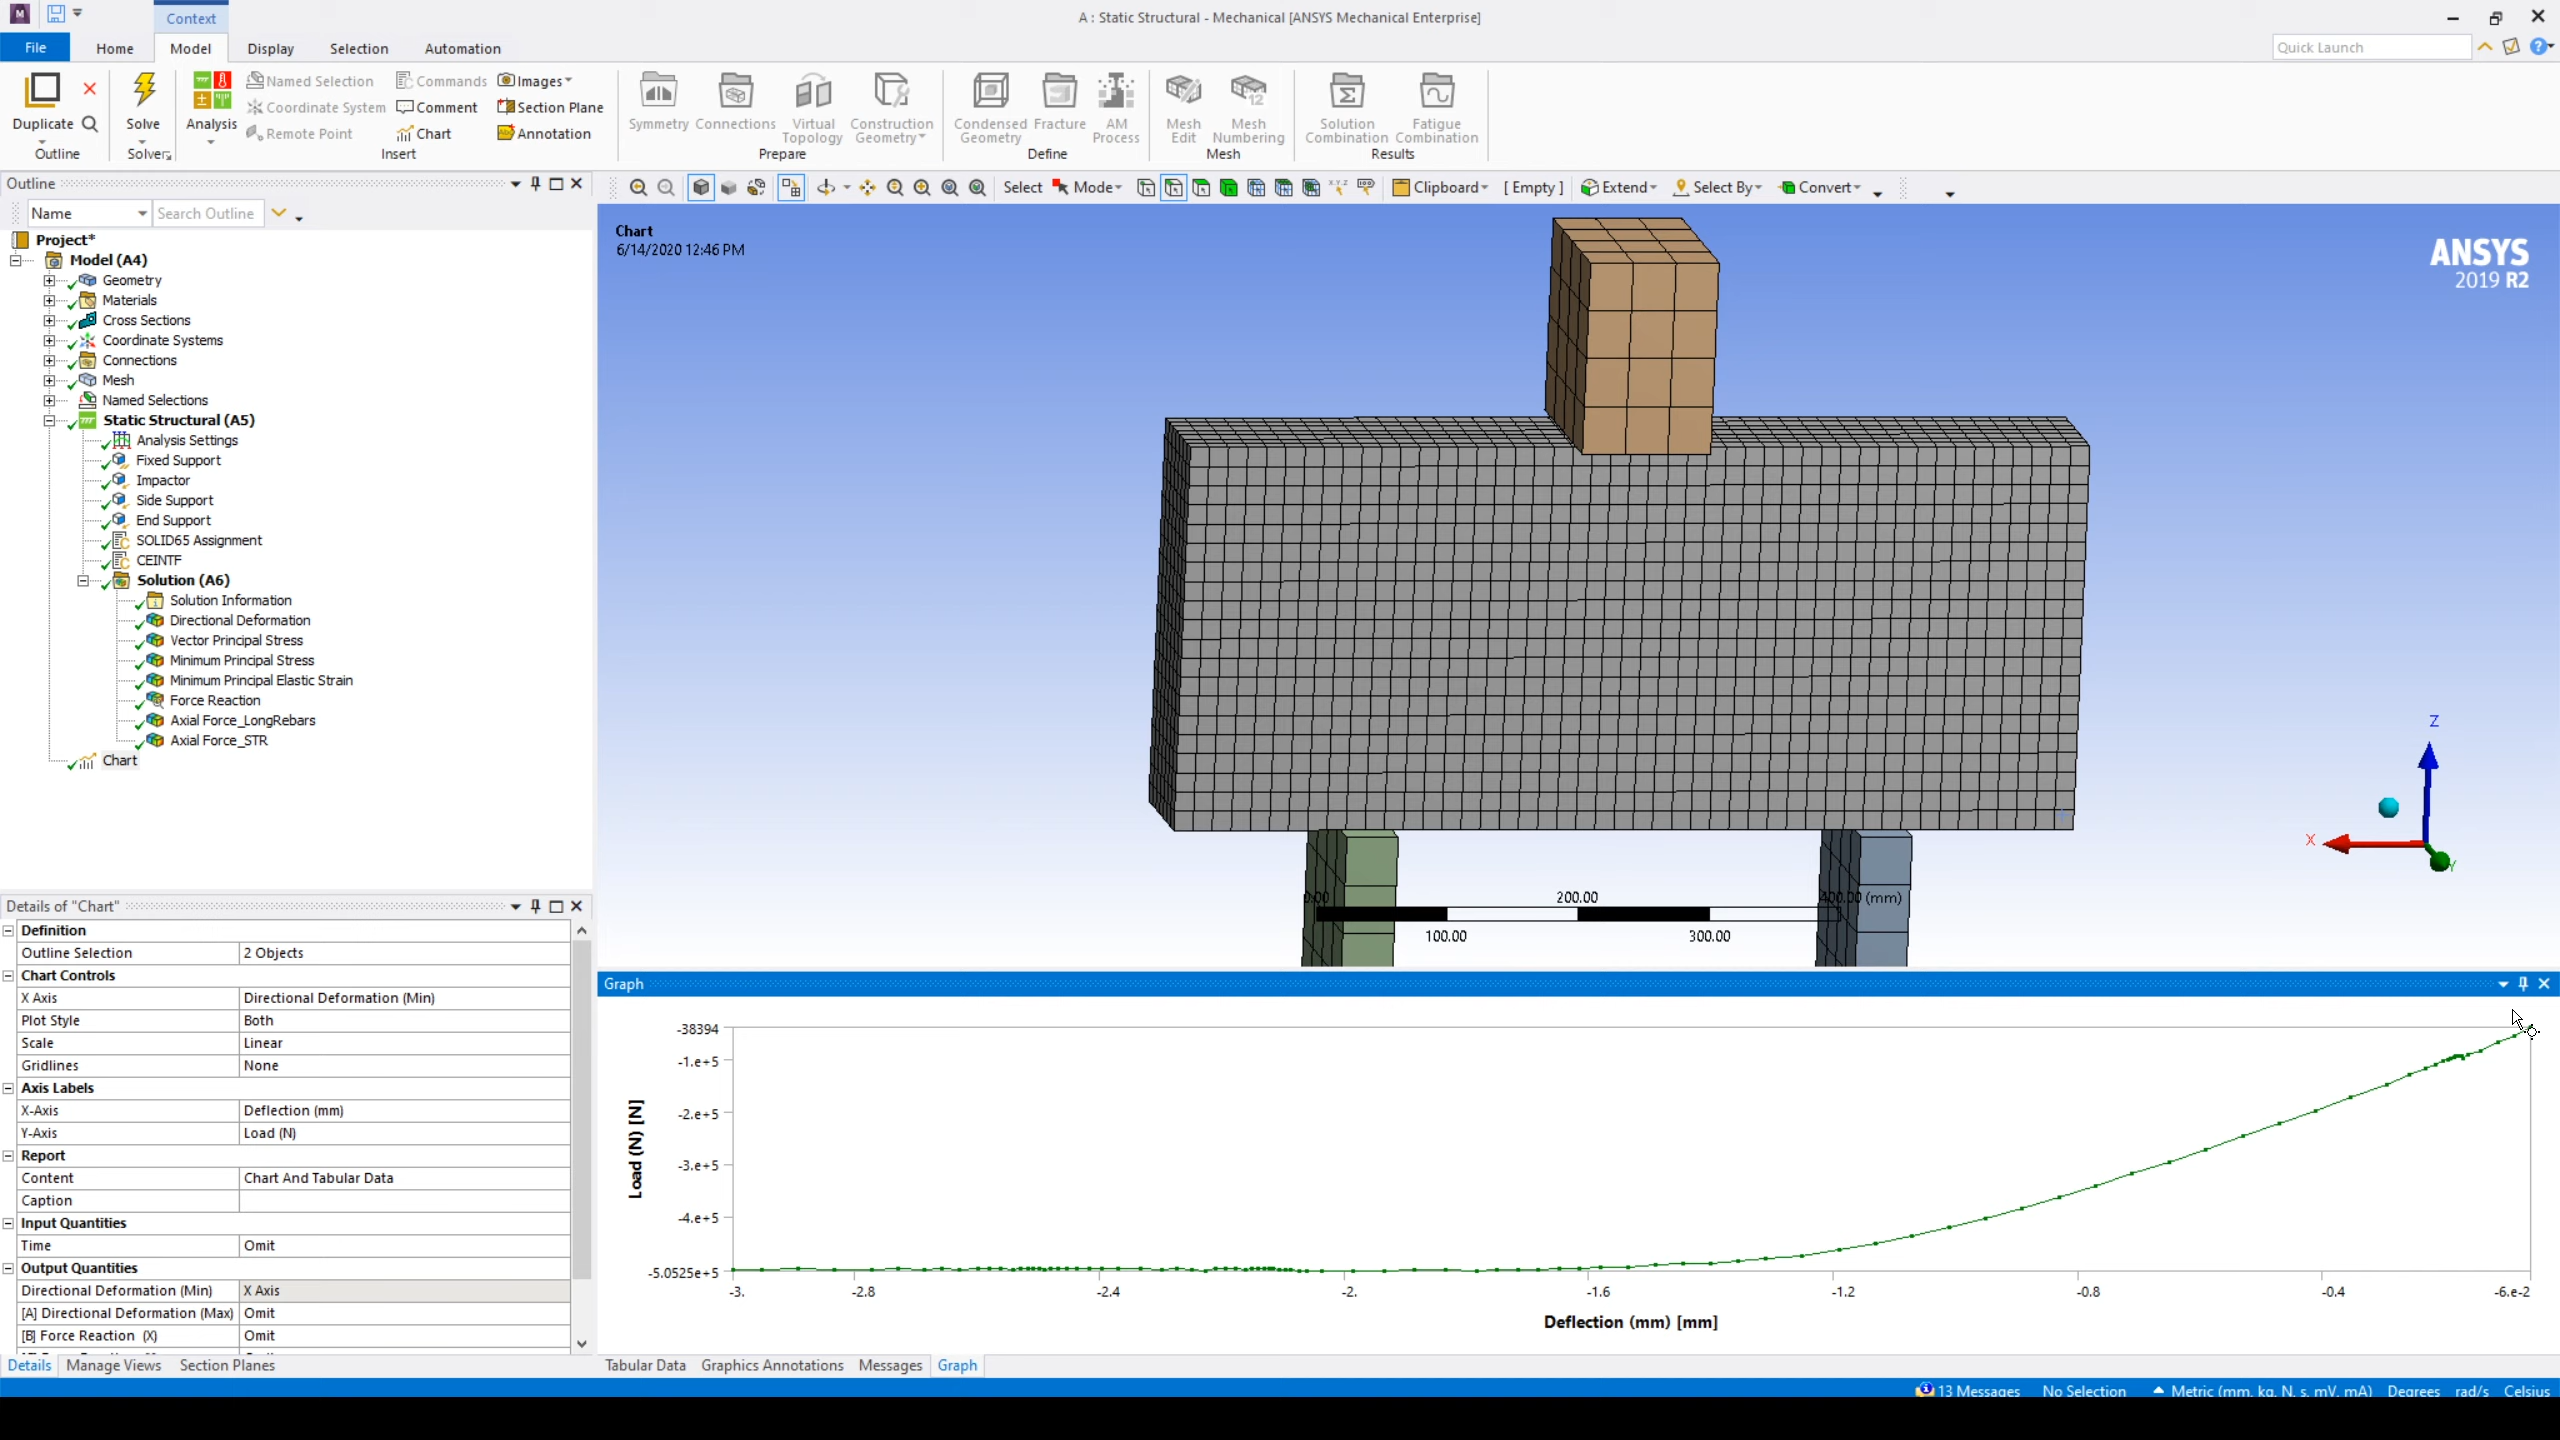 Context
A : Static Structural - Mechanical [ANSYS Mechanical Enterprise]
File Home Model Display Selection Automation
Quick Launch
Duplicate
Outline
Solve
Solver
Analysis
Named Selection
Coordinate System
Remote Point
Commands
Comment
Chart
Images
Section Plane
Annotation
Insert
Symmetry Connections Virtual Topology Construction Geometry
Prepare
Condensed Geometry Fracture AM Process
Define
Mesh Edit Mesh Numbering
Mesh
Solution Combination Fatigue Combination
Results
Outline
Name Search Outline
Select Mode Clipboard [ Empty ] Extend Select By Convert
Project*
Model (A4)
Geometry
Materials
Cross Sections
Coordinate Systems
Connections
Mesh
Named Selections
Static Structural (A5)
Analysis Settings
Fixed Support
Impactor
Side Support
End Support
SOLID65 Assignment
CEINTF
Solution (A6)
Solution Information
Directional Deformation
Vector Principal Stress
Minimum Principal Stress
Minimum Principal Elastic Strain
Force Reaction
Axial Force_LongRebars
Axial Force_STR
Chart
Chart
6/14/2020 12:46 PM
ANSYS
2019 R2
Z
X
Y
0.00 200.00 400.00 (mm)
100.00 300.00
Details of "Chart"
Definition
Outline Selection 2 Objects
Chart Controls
X Axis Directional Deformation (Min)
Plot Style Both
Scale Linear
Gridlines None
Axis Labels
X-Axis Deflection (mm)
Y-Axis Load (N)
Report
Content Chart And Tabular Data
Caption
Input Quantities
Time Omit
Output Quantities
Directional Deformation (Min) X Axis
[A] Directional Deformation (Max) Omit
[B] Force Reaction (X) Omit
Details Manage Views Section Planes
Graph
-38394
-1.e+5
-2.e+5
-3.e+5
-4.e+5
-5.0525e+5
Load (N) [N]
-3. -2.8 -2.4 -2. -1.6 -1.2 -0.8 -0.4 -6.e-2
Deflection (mm) [mm]
Tabular Data Graphics Annotations Messages Graph
13 Messages No Selection Metric (mm, kg, N, s, mV, mA) Degrees rad/s Celsius